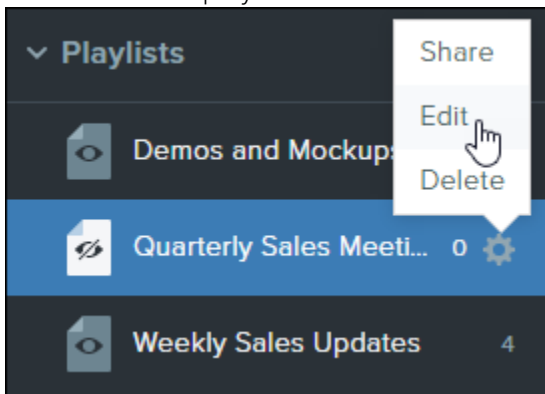 Playlists
Share
Edit
Demos and Mockups
Delete
Quarterly Sales Meeti... 0
Weekly Sales Updates 4